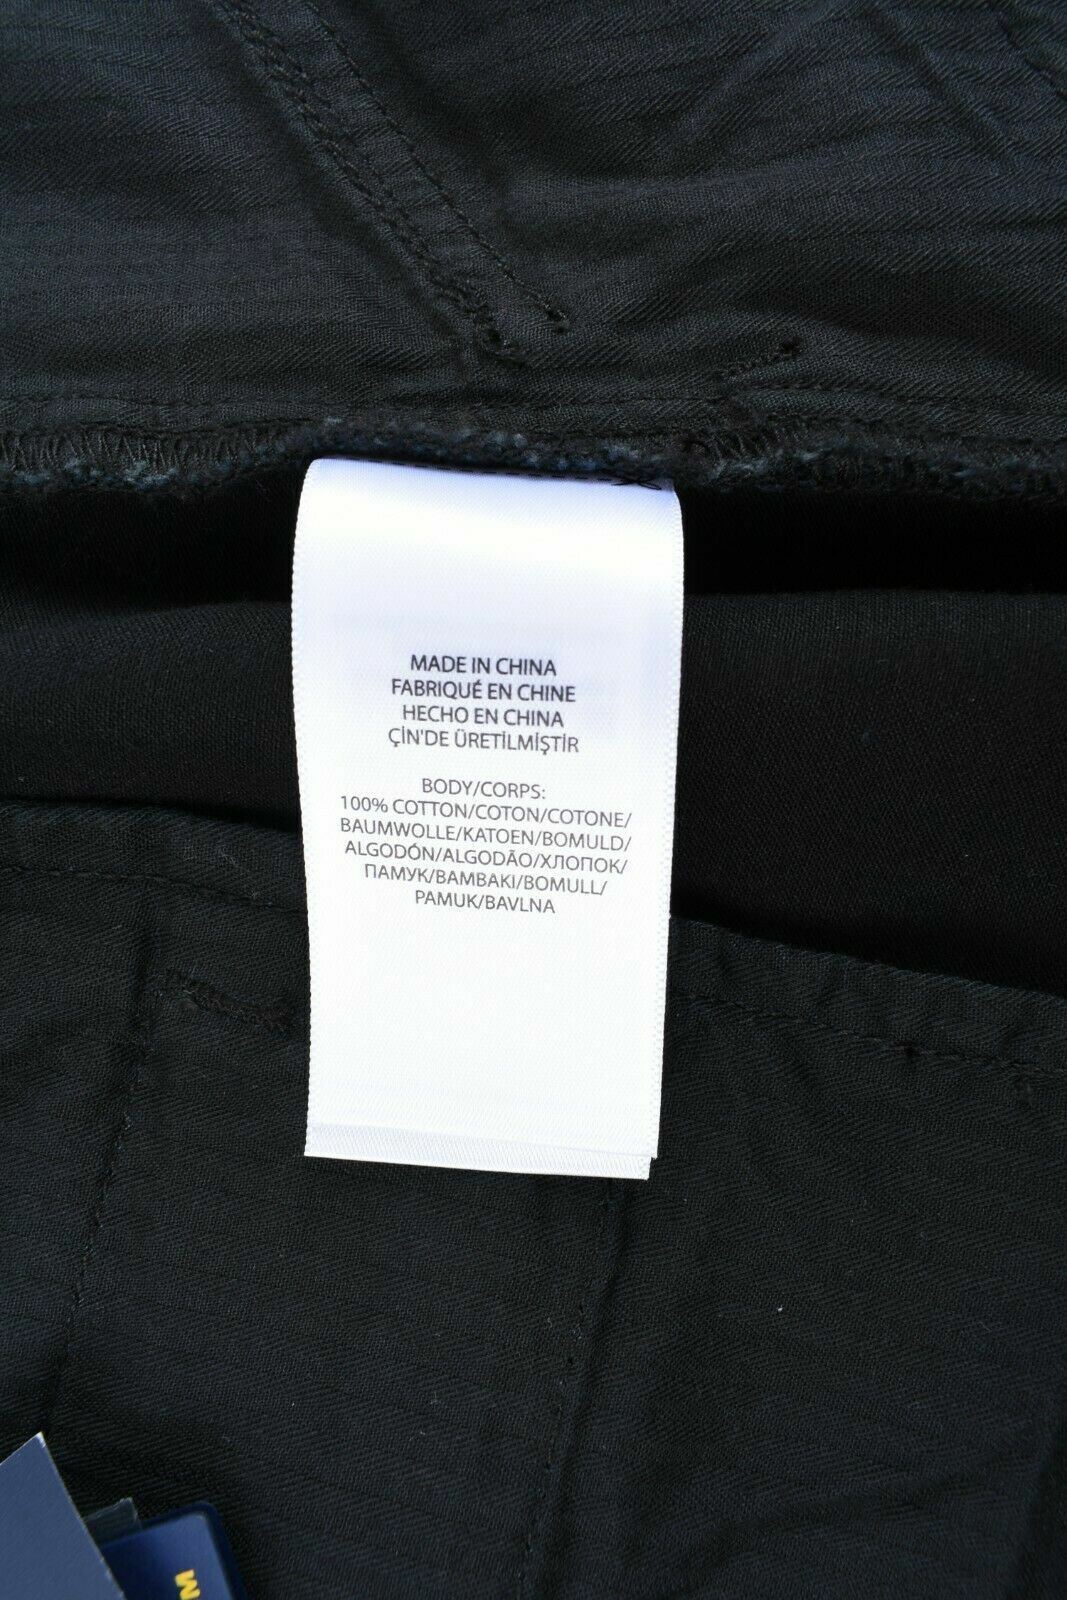 MADE IN CHINA
FABRIQUÉ EN CHINE
HECHO EN CHINA
ÇİN'DE ÜRETİLMİŞTİR
BODY/CORPS:
100% COTTON/COTON/COTONE/
BAUMWOLLE/KATOEN/BOMULD/
ALGODÓN/ALGODÃO/ХЛОПОК/
ПАМУК/BAMBAKI/BOMULL/
PAMUK/BAVLNA
M